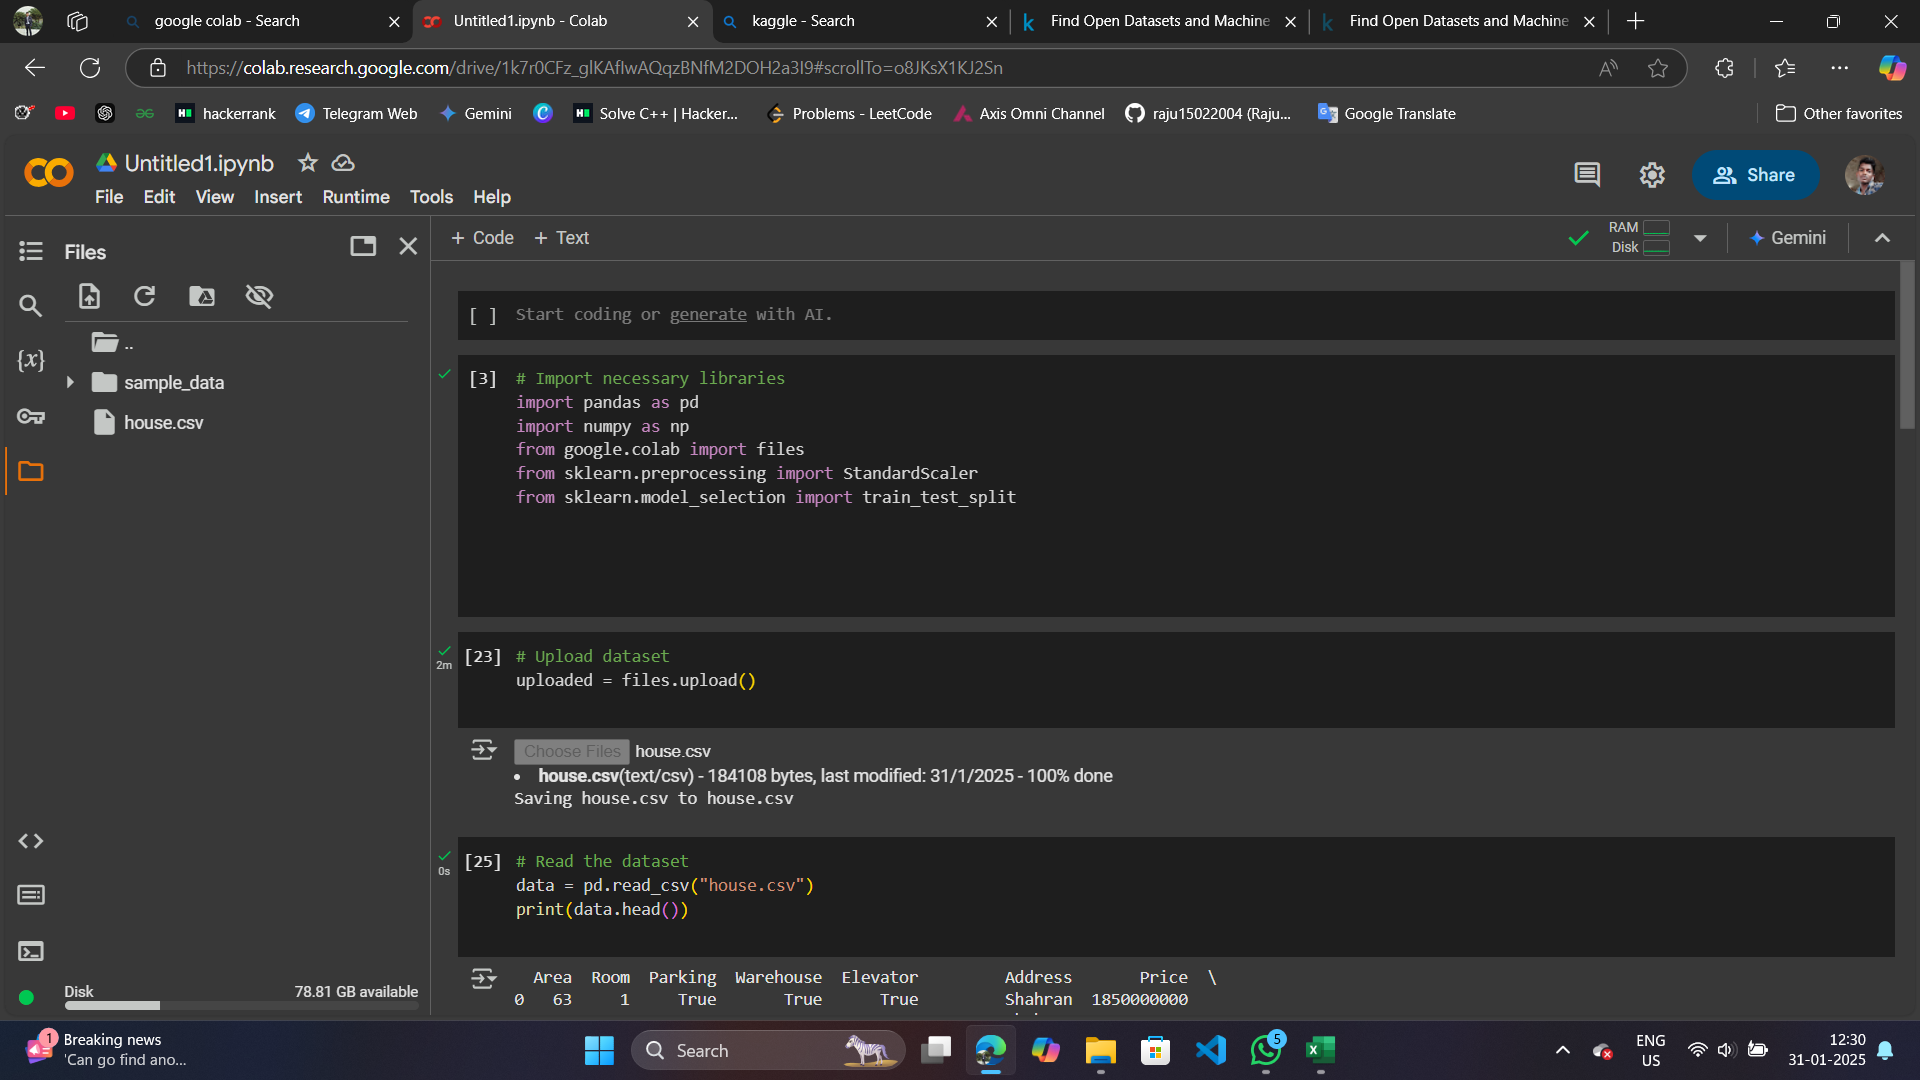 google colab - Search
Untitled1.ipynb - Colab
kaggle - Search
Find Open Datasets and Machine
Find Open Datasets and Machine
https://colab.research.google.com/drive/1k7r0CFz_glKAflwAQqzBNfM2DOH2a3I9#scrollTo=o8JKsX1KJ2Sn
hackerrank
Telegram Web
Gemini
Solve C++ | Hacker...
Problems - LeetCode
Axis Omni Channel
raju15022004 (Raju...
Google Translate
Other favorites
Untitled1.ipynb
Share
File Edit View Insert Runtime Tools Help
Files
+ Code + Text
RAM
Disk
Gemini
..
sample_data
house.csv
[ ] Start coding or generate with AI.
[3] # Import necessary libraries
import pandas as pd
import numpy as np
from google.colab import files
from sklearn.preprocessing import StandardScaler
from sklearn.model_selection import train_test_split
2m
[23] # Upload dataset
uploaded = files.upload()
Choose Files house.csv
• house.csv(text/csv) - 184108 bytes, last modified: 31/1/2025 - 100% done
Saving house.csv to house.csv
0s
[25] # Read the dataset
data = pd.read_csv("house.csv")
print(data.head())
Area Room Parking Warehouse Elevator Address Price \
0 63 1 True True True Shahran 1850000000
Disk 78.81 GB available
1
Breaking news
'Can go find ano...
Search
5
ENG
US
12:30
31-01-2025